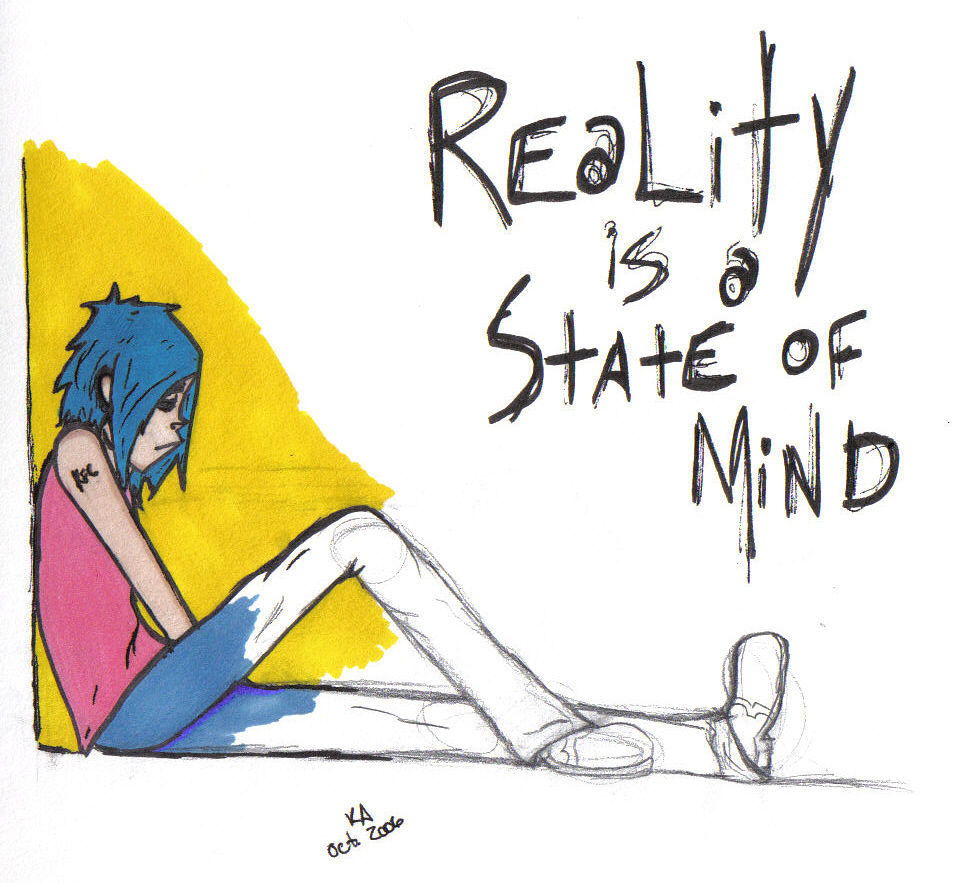 ReaLity
is a
State of
MiND
KA
Oct. 2006